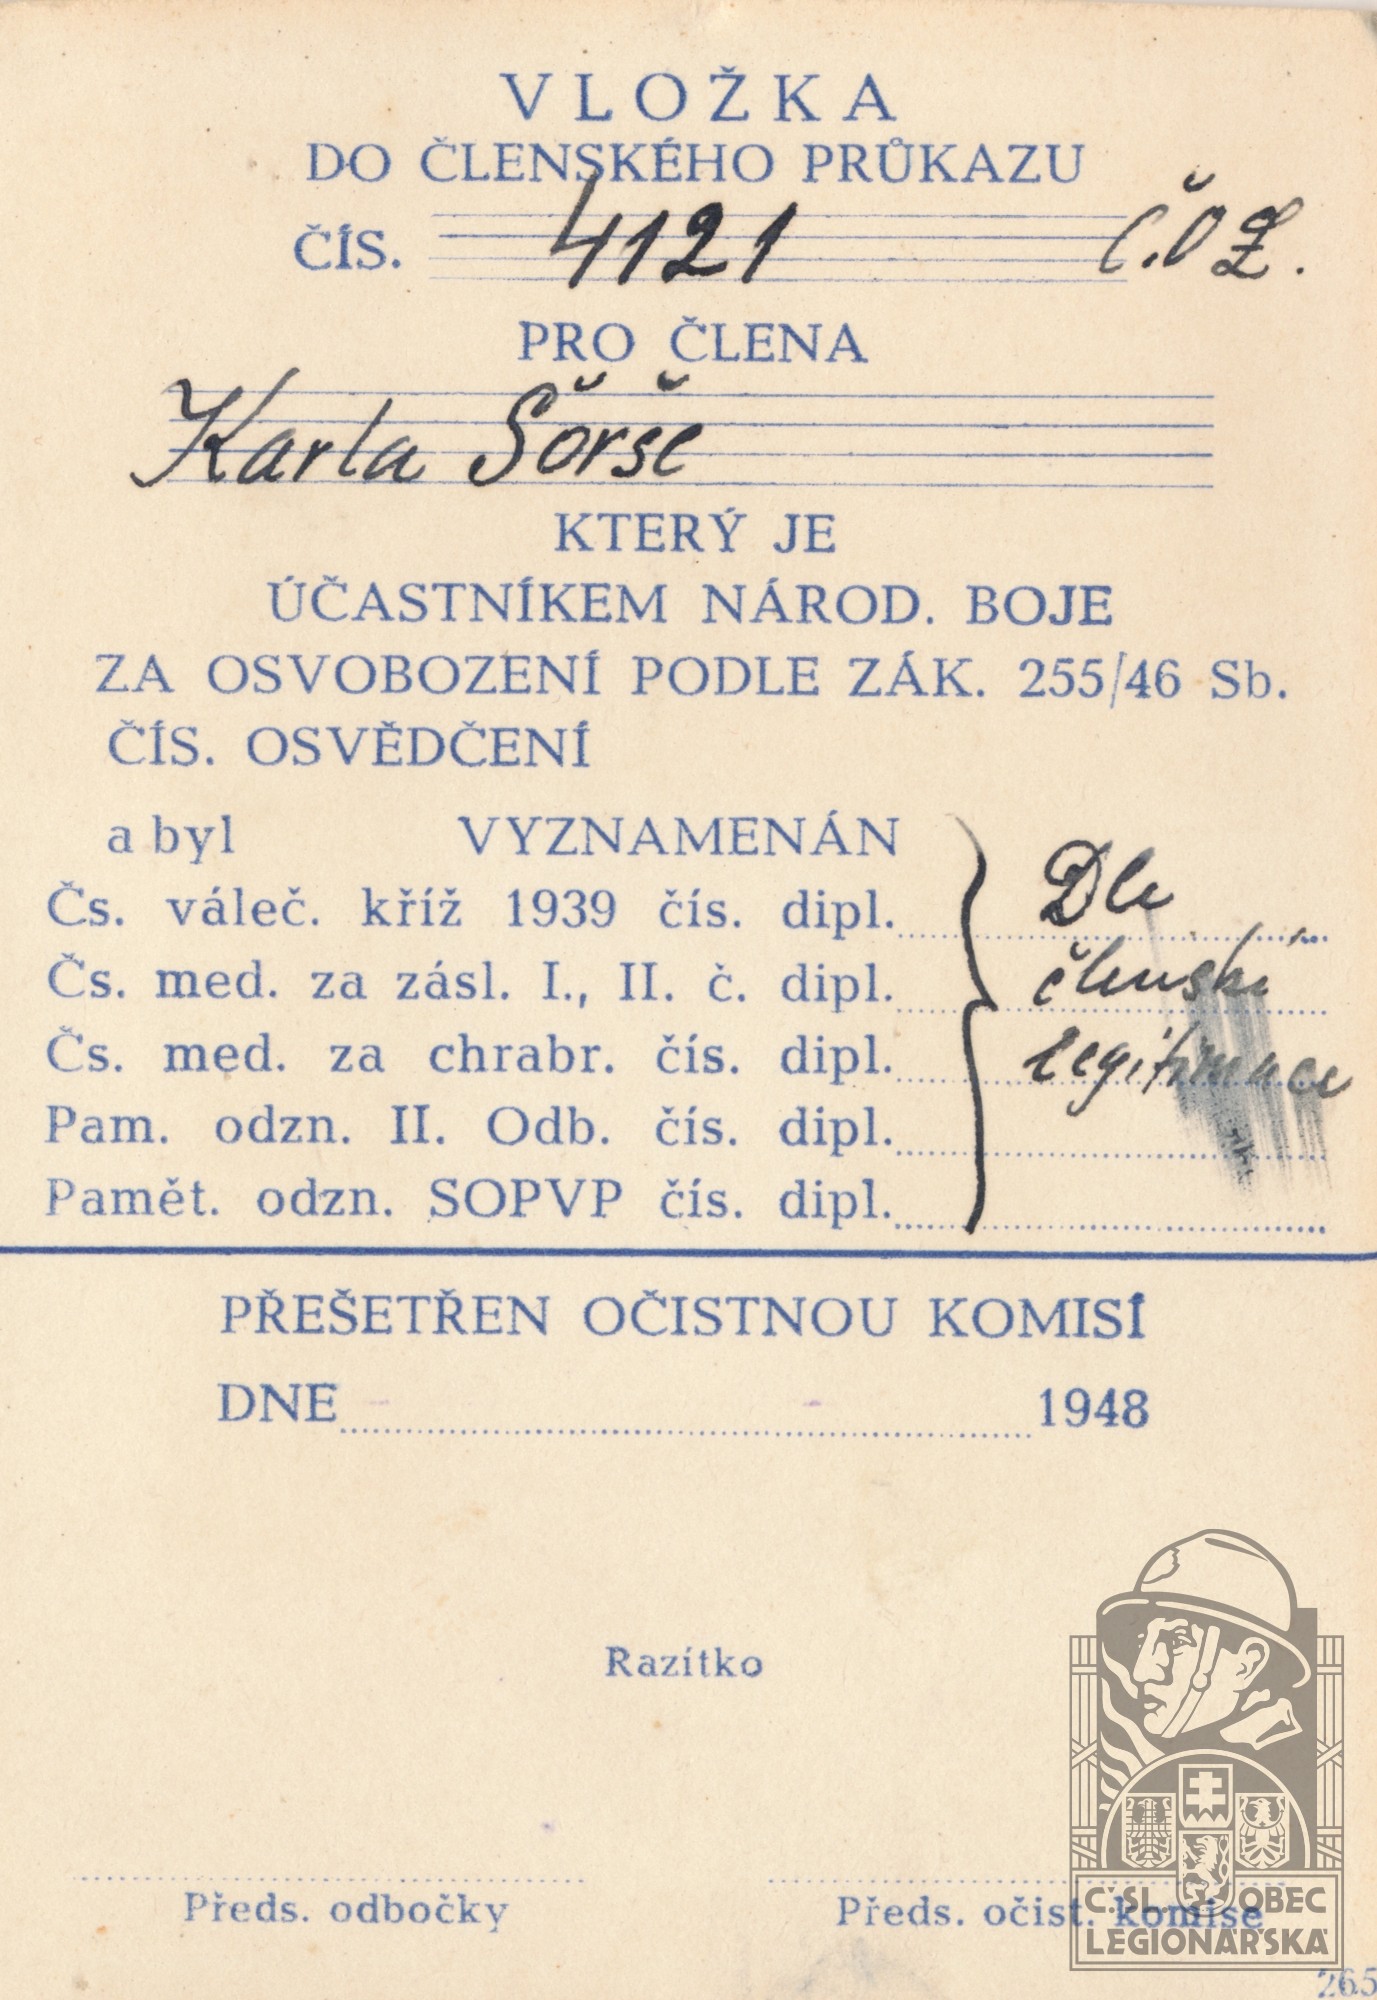 VLOŽKA
DO ČLENSKÉHO PRŮKAZU
ČÍS. 4121 Č.O Z.
PRO ČLENA
Karla Šorše
KTERÝ JE
ÚČASTNÍKEM NÁROD. BOJE
ZA OSVOBOZENÍ PODLE ZÁK. 255/46 Sb.
ČÍS. OSVĚDČENÍ
a byl VYZNAMENÁN
Čs. váleč. kříž 1939 čís. dipl. Dle
Čs. med. za zásl. I., II. č. dipl. členské
Čs. med. za chrabr. čís. dipl. legitimace
Pam. odzn. II. Odb. čís. dipl.
Pamět. odzn. SOPVP čís. dipl.
PŘEŠETŘEN OČISTNOU KOMISÍ
DNE 1948
Razítko
Předs. odbočky Předs. očist. komise
Č.SL. OBEC
LEGIONÁŘSKÁ
265